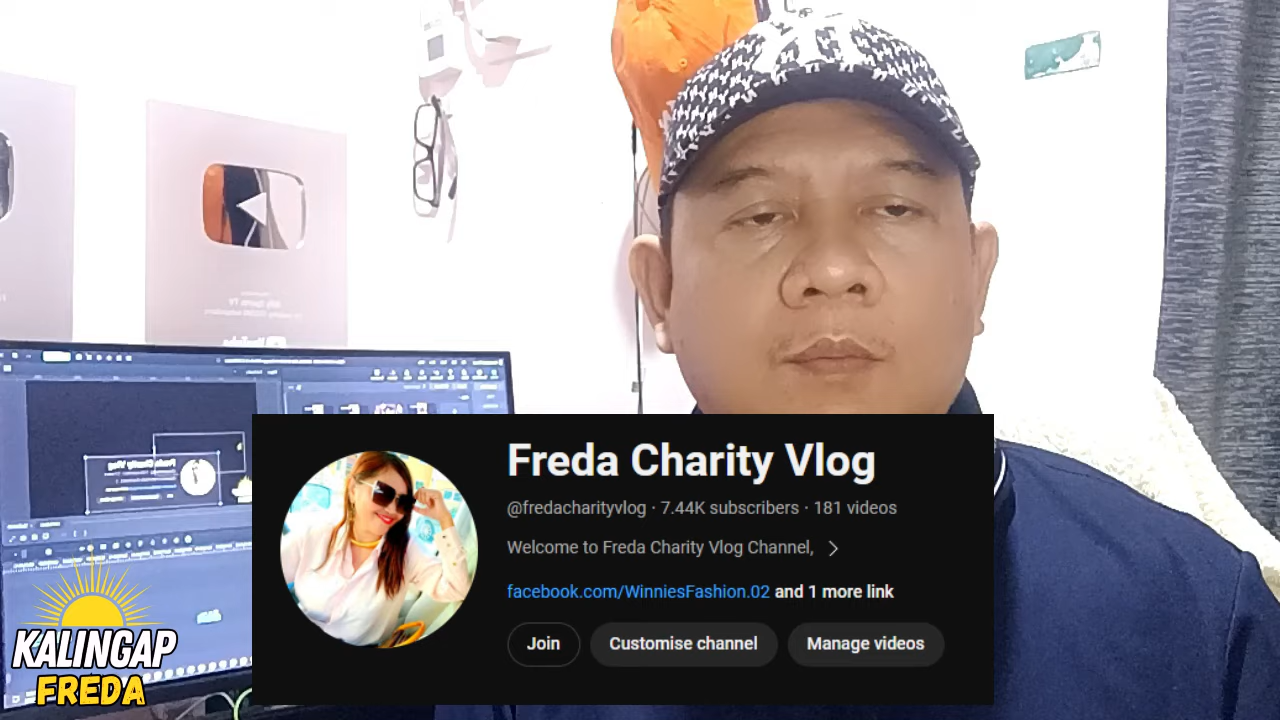 Freda Charity Vlog
@fredacharityvlog · 7.44K subscribers · 181 videos
Welcome to Freda Charity Vlog Channel,
facebook.com/WinniesFashion.02 and 1 more link
Join
Customise channel
Manage videos
KALINGAP
FREDA